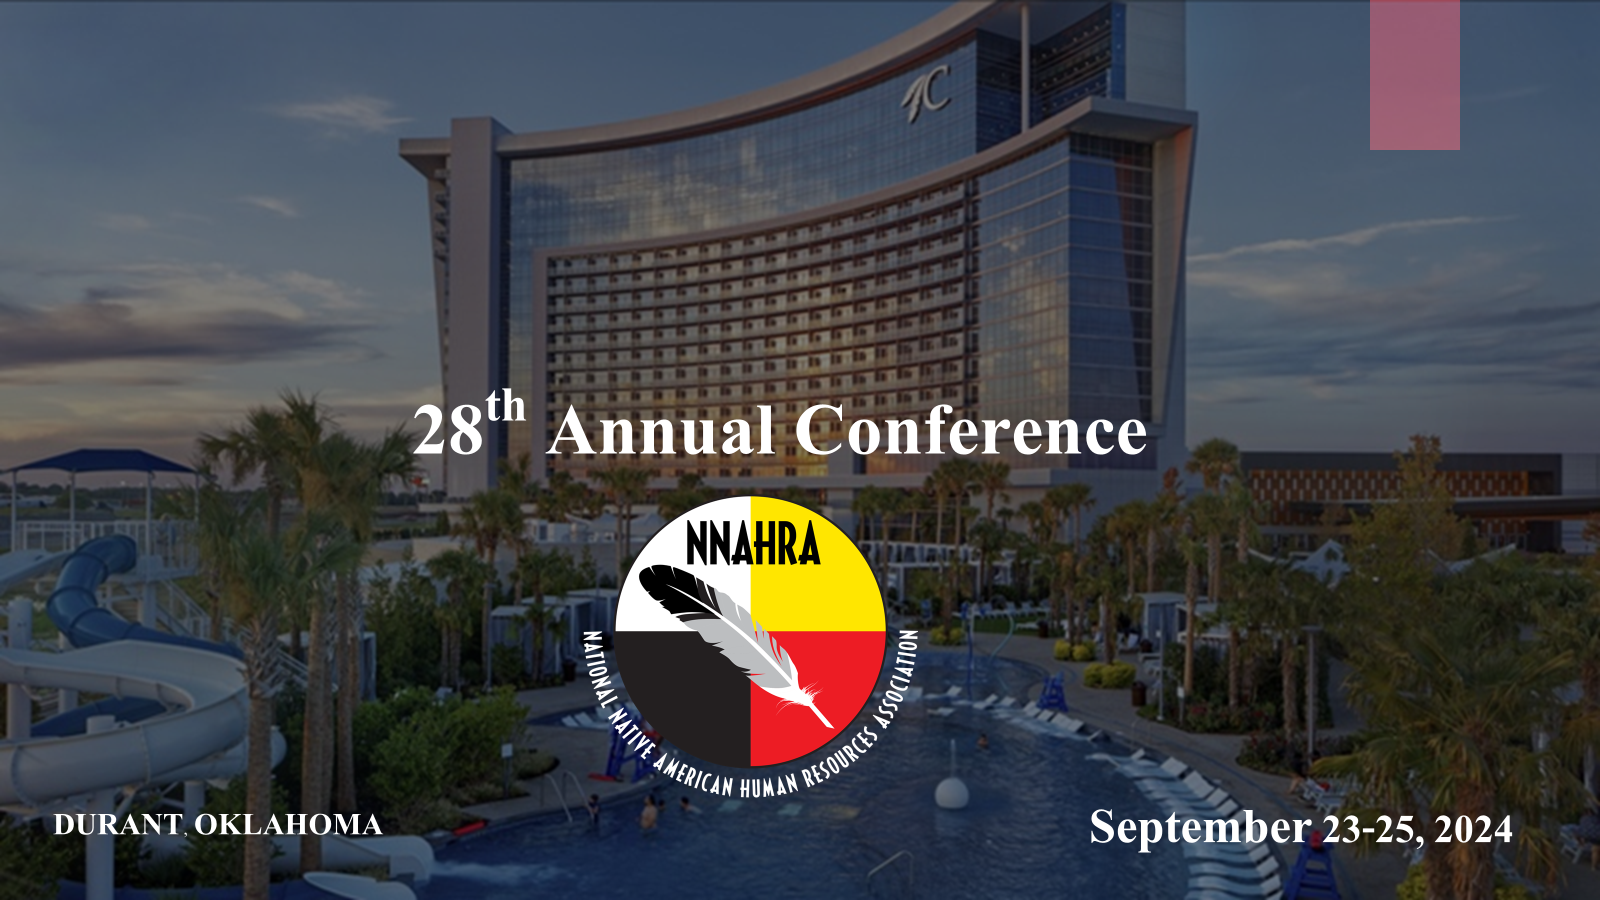 C
28th Annual Conference
NNAHRA
NATIONAL NATIVE AMERICAN HUMAN RESOURCES ASSOCIATION
DURANT, OKLAHOMA
September 23-25, 2024